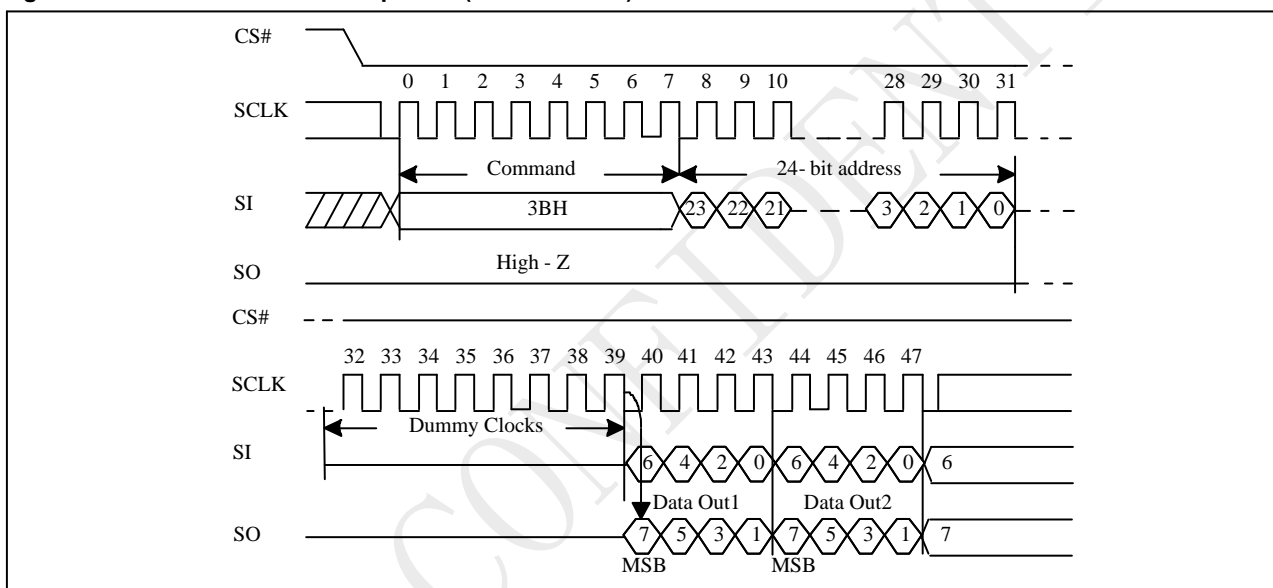 CS#
0 1 2 3 4 5 6 7 8 9 10 28 29 30 31
SCLK
Command 24- bit address
SI 3BH 23 22 21 3 2 1 0
High - Z
SO
CS#
32 33 34 35 36 37 38 39 40 41 42 43 44 45 46 47
SCLK
Dummy Clocks
SI 6 4 2 0 6 4 2 0 6
Data Out1 Data Out2
SO 7 5 3 1 7 5 3 1 7
MSB MSB